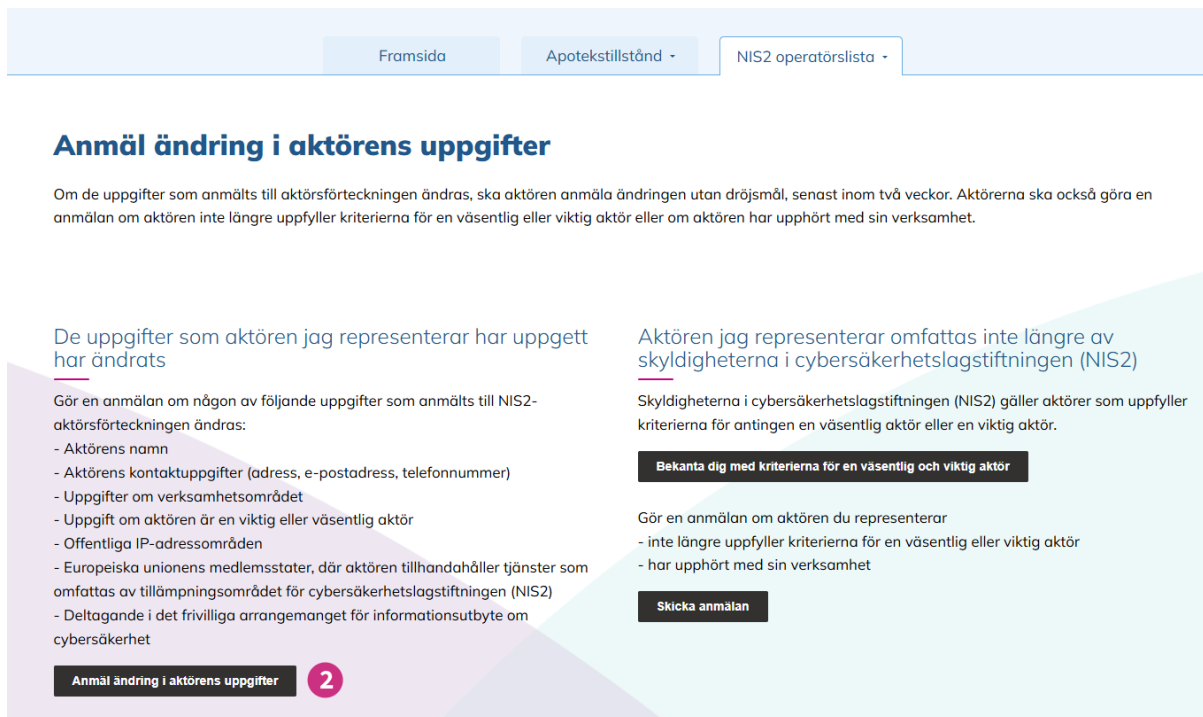 Framsida
Apotekstillstånd
NIS2 operatörslista
Anmäl ändring i aktörens uppgifter
Om de uppgifter som anmälts till aktörsförteckningen ändras, ska aktören anmäla ändringen utan dröjsmål, senast inom två veckor. Aktörerna ska också göra en
anmälan om aktören inte längre uppfyller kriterierna för en väsentlig eller viktig aktör eller om aktören har upphört med sin verksamhet.
De uppgifter som aktören jag representerar har uppgett
har ändrats
Gör en anmälan om någon av följande uppgifter som anmälts till NIS2-
aktörsförteckningen ändras:
- Aktörens namn
- Aktörens kontaktuppgifter (adress, e-postadress, telefonnummer)
- Uppgifter om verksamhetsområdet
- Uppgift om aktören är en viktig eller väsentlig aktör
- Offentliga IP-adressområden
- Europeiska unionens medlemsstater, där aktören tillhandahåller tjänster som
omfattas av tillämpningsområdet för cybersäkerhetslagstiftningen (NIS2)
- Deltagande i det frivilliga arrangemanget för informationsutbyte om
cybersäkerhet
Anmäl ändring i aktörens uppgifter
2
Aktören jag representerar omfattas inte längre av
skyldigheterna i cybersäkerhetslagstiftningen (NIS2)
Skyldigheterna i cybersäkerhetslagstiftningen (NIS2) gäller aktörer som uppfyller
kriterierna för antingen en väsentlig aktör eller en viktig aktör.
Bekanta dig med kriterierna för en väsentlig och viktig aktör
Gör en anmälan om aktören du representerar
- inte längre uppfyller kriterierna för en väsentlig eller viktig aktör
- har upphört med sin verksamhet
Skicka anmälan